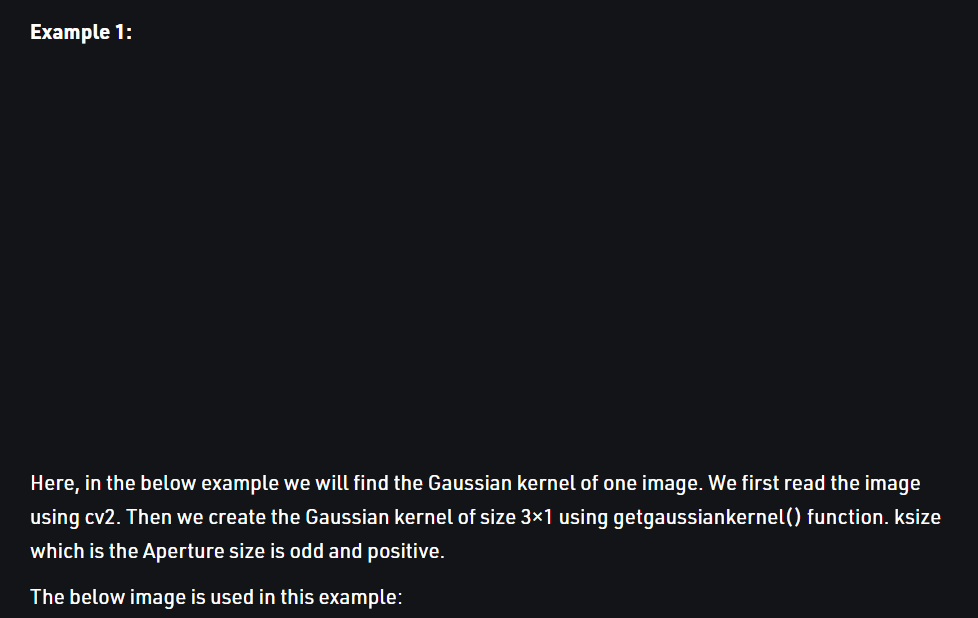 Example 1:
Here, in the below example we will find the Gaussian kernel of one image. We first read the image
using cv2. Then we create the Gaussian kernel of size 3×1 using getgaussiankernel() function. ksize
which is the Aperture size is odd and positive.
The below image is used in this example: